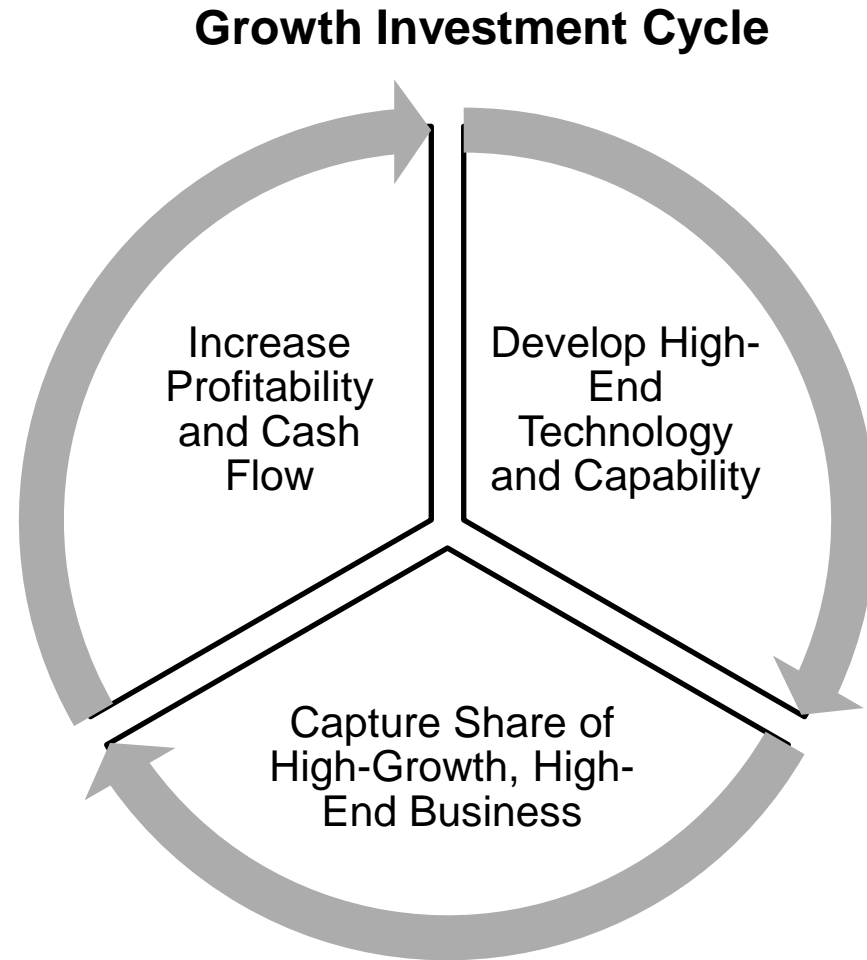 Growth Investment Cycle
Increase
Profitability
and Cash
Flow
Develop High-
End
Technology
and Capability
Capture Share of
High-Growth, High-
End Business